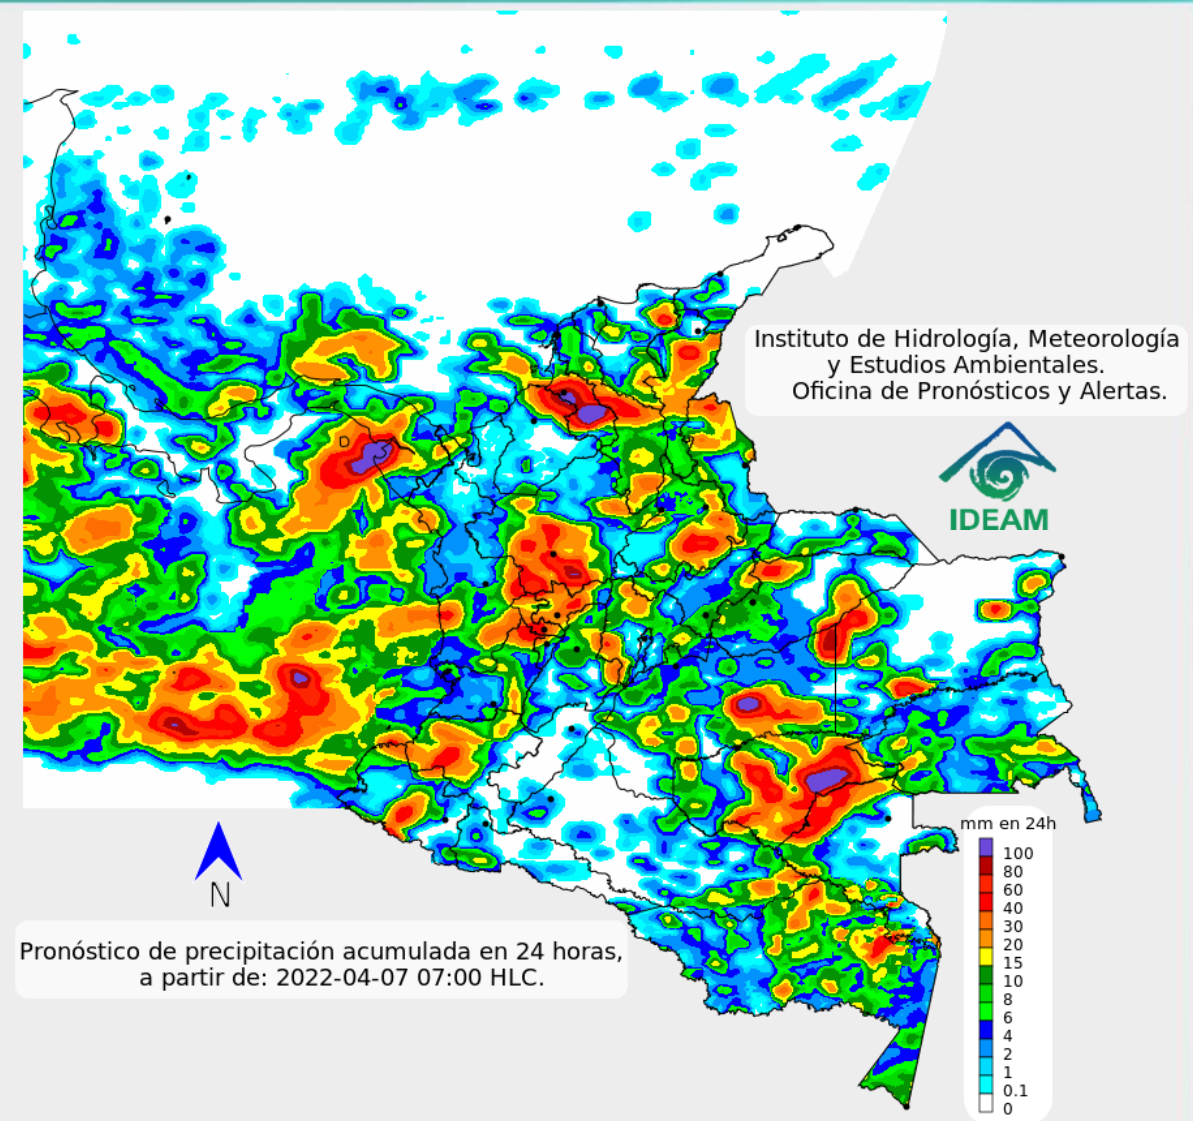 Instituto de Hidrología, Meteorología
y Estudios Ambientales.
Oficina de Pronósticos y Alertas.
IDEAM
D
N
Pronóstico de precipitación acumulada en 24 horas,
a partir de: 2022-04-07 07:00 HLC.
mm en 24h
100
80
60
40
30
20
15
10
8
6
4
2
1
0.1
0